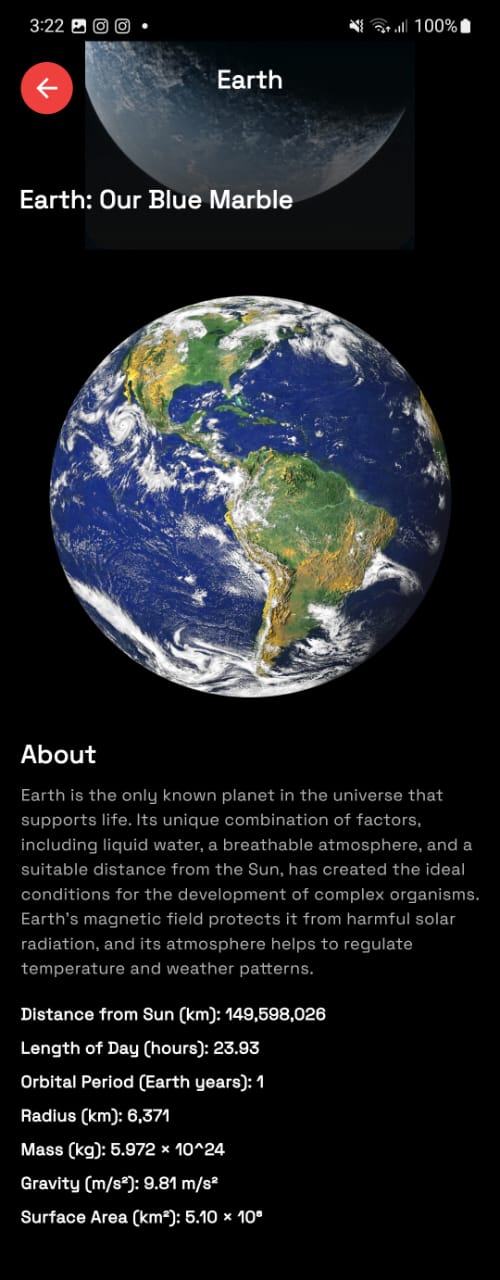 3:22
100%
Earth
Earth: Our Blue Marble
About
Earth is the only known planet in the universe that
supports life. Its unique combination of factors,
including liquid water, a breathable atmosphere, and a
suitable distance from the Sun, has created the ideal
conditions for the development of complex organisms.
Earth's magnetic field protects it from harmful solar
radiation, and its atmosphere helps to regulate
temperature and weather patterns.
Distance from Sun (km): 149,598,026
Length of Day (hours): 23.93
Orbital Period (Earth years): 1
Radius (km): 6,371
Mass (kg): 5.972 × 10^24
Gravity (m/s²): 9.81 m/s²
Surface Area (km²): 5.10 × 10⁸